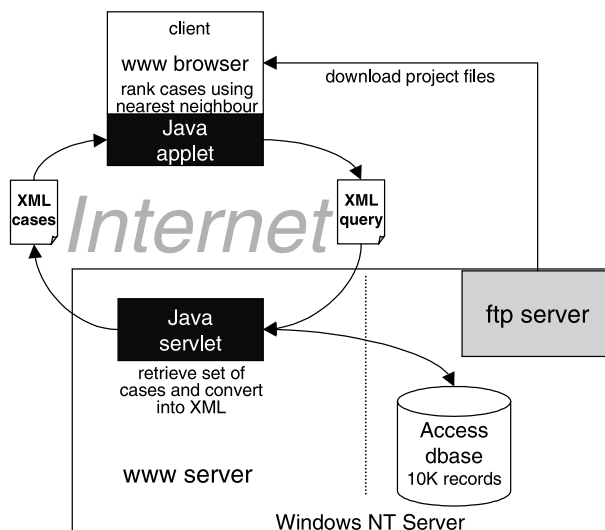 client
www browser
rank cases using
nearest neighbour
Java
applet
download project files
XML
cases
Internet
XML
query
Java
servlet
retrieve set of
cases and convert
into XML
ftp server
Access
dbase
10K records
www server
Windows NT Server